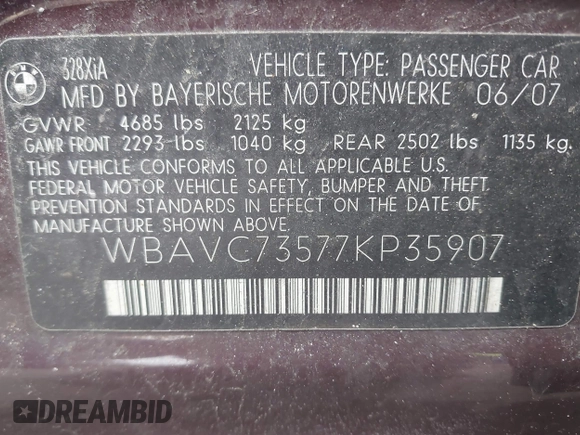 BMW
328XiA VEHICLE TYPE: PASSENGER CAR
MFD BY BAYERISCHE MOTORENWERKE 06/07
GVWR 4685 lbs 2125 kg
GAWR FRONT 2293 lbs 1040 kg REAR 2502 lbs 1135 kg.
THIS VEHICLE CONFORMS TO ALL APPLICABLE U.S.
FEDERAL MOTOR VEHICLE SAFETY, BUMPER AND THEFT
PREVENTION STANDARDS IN EFFECT ON THE DATE OF
MANUFACTURE SHOWN ABOVE.
WBAVC73577KP35907
DREAMBID